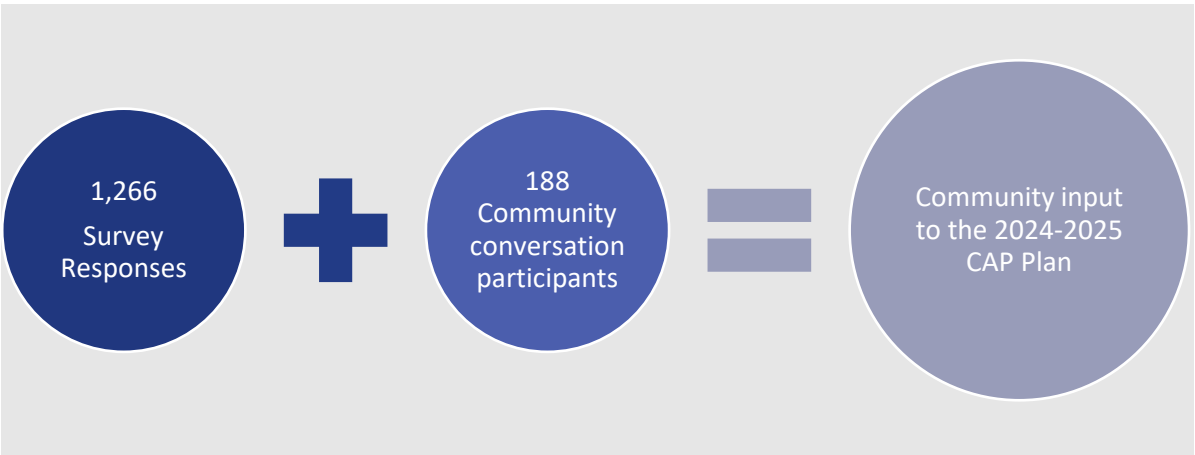 1,266
Survey
Responses
188
Community
conversation
participants
Community input
to the 2024-2025
CAP Plan